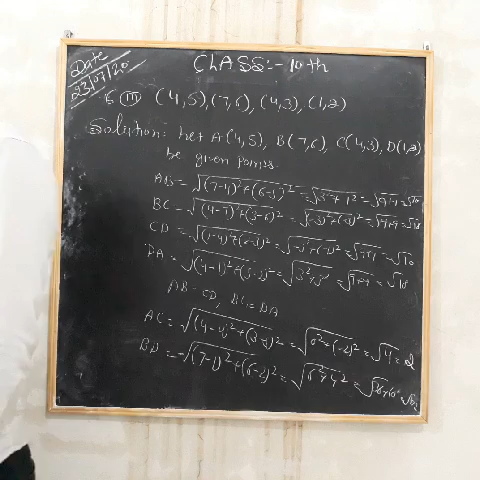 Date
23/07/20
CLASS:- 10th
6 (iii) (4,5),(7,6),(4,3),(1,2)
Solution: Let A(4,5), B(7,6), C(4,3), D(1,2)
be given points.
AB = √(7-4)²+(6-5)² = √3²+1² = √9+1 = √10
BC = √(4-7)²+(3-6)² = √(-3)²+(-3)² = √9+9 = √18
CD = √(1-4)²+(2-3)² = √(-3)²+(-1)² = √9+1 = √10
DA = √(4-1)²+(5-2)² = √3²+3² = √9+9 = √18
AB = CD, BC = DA
AC = √(4-4)²+(3-5)² = √0²+(-2)² = √4 = 2
BD = √(7-1)²+(6-2)² = √6²+4² = √36+16 = √52